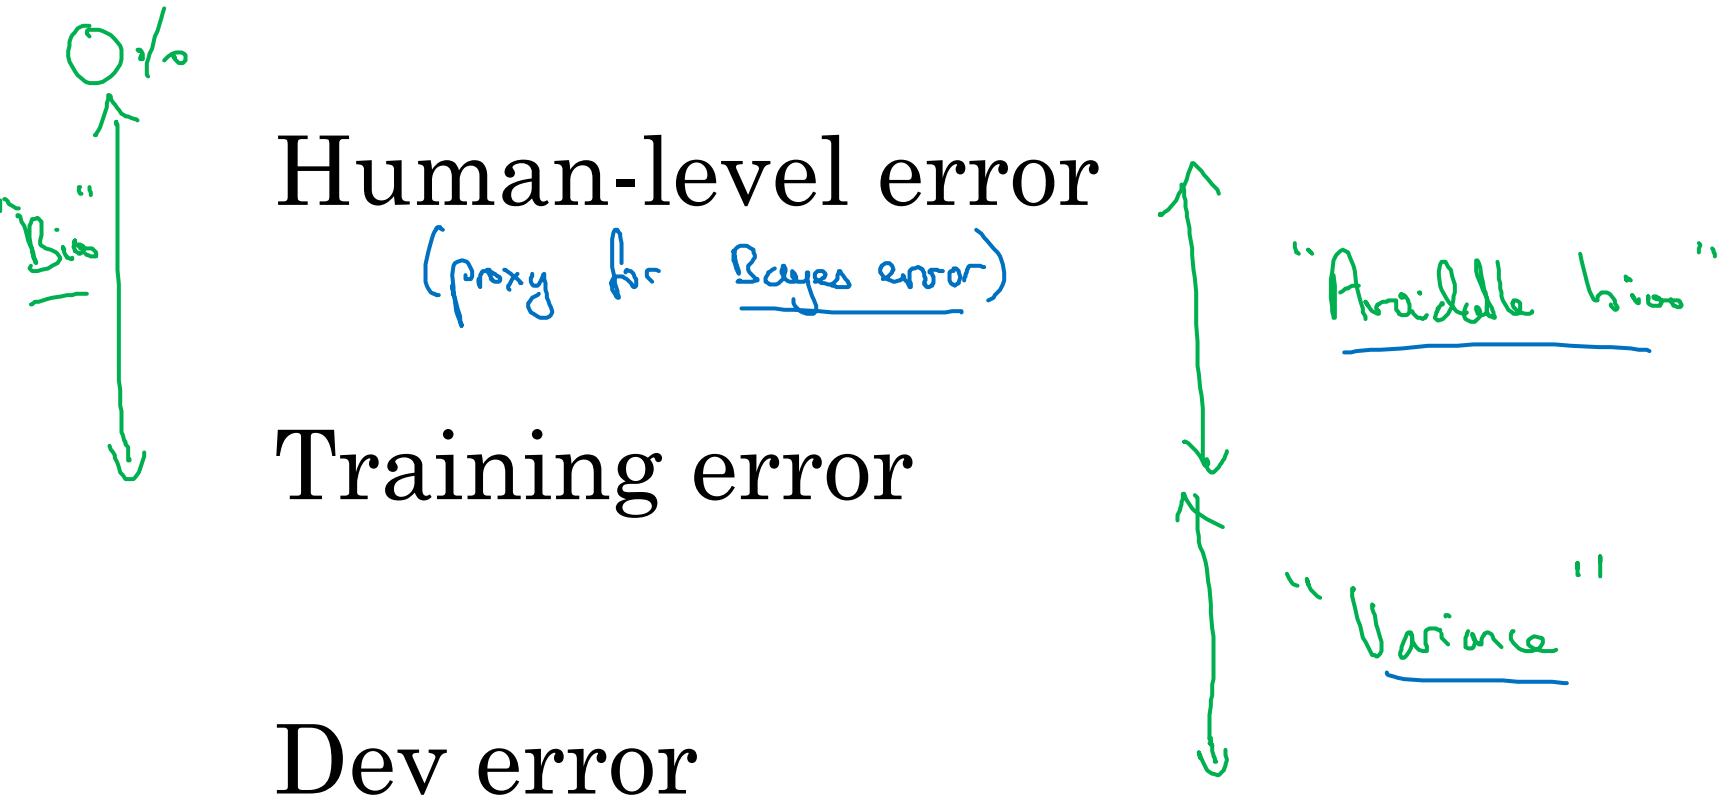 0%
Human-level error
"Bias"
(proxy for Bayes error)
"Avoidable bias"
Training error
"Variance"
Dev error